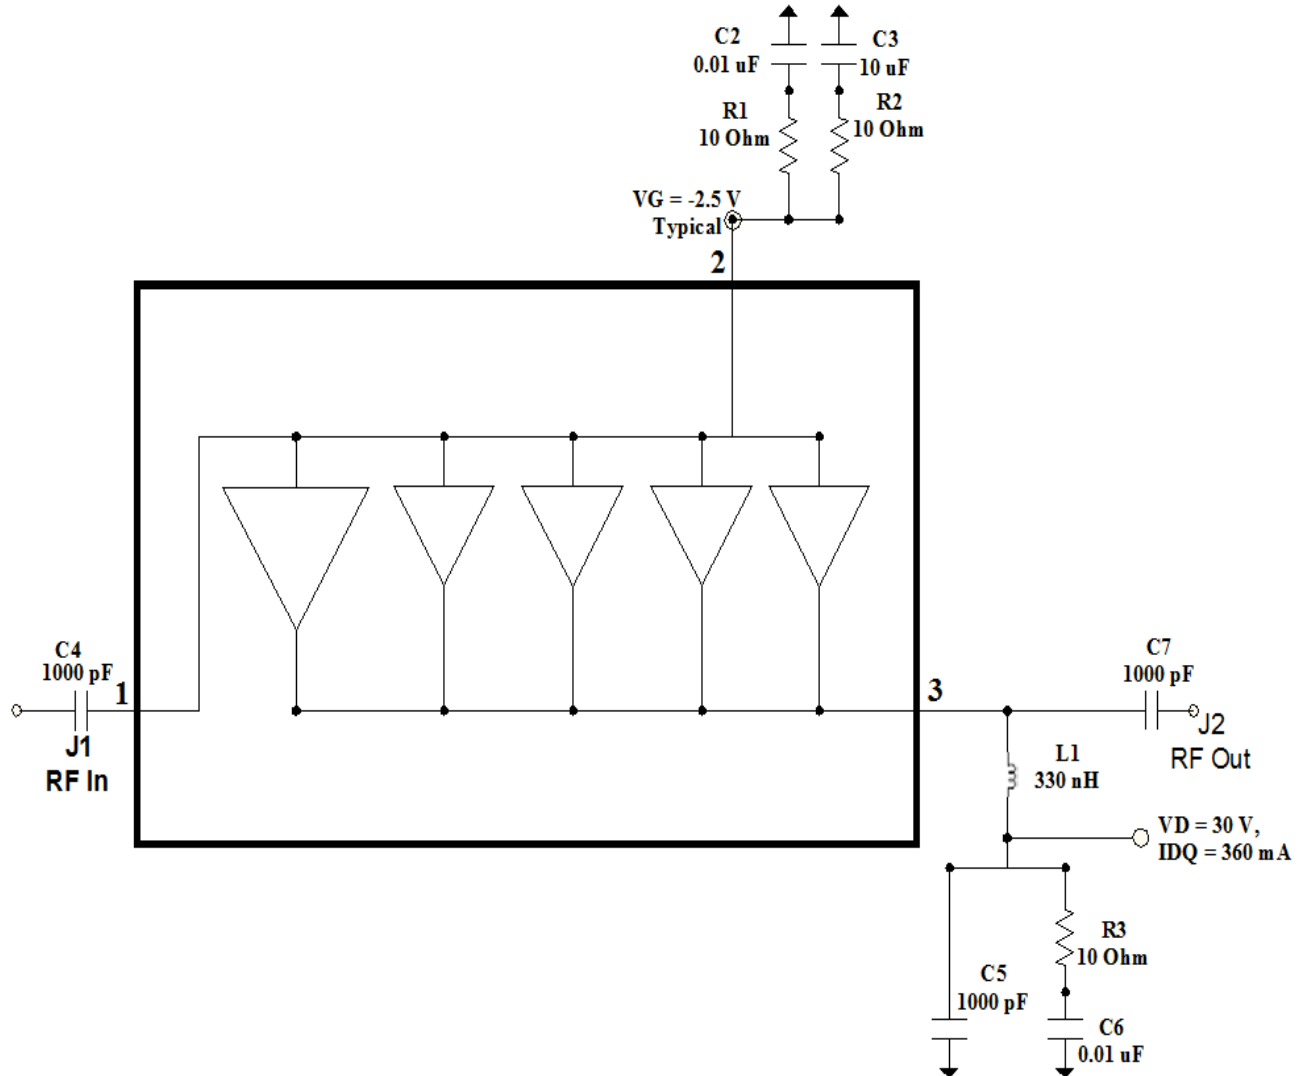 C2
0.01 uF
C3
10 uF
R1
10 Ohm
R2
10 Ohm
VG = -2.5 V
Typical
2
C4
1000 pF
1
J1
RF In
3
C7
1000 pF
J2
RF Out
L1
330 nH
VD = 30 V,
IDQ = 360 mA
R3
10 Ohm
C5
1000 pF
C6
0.01 uF